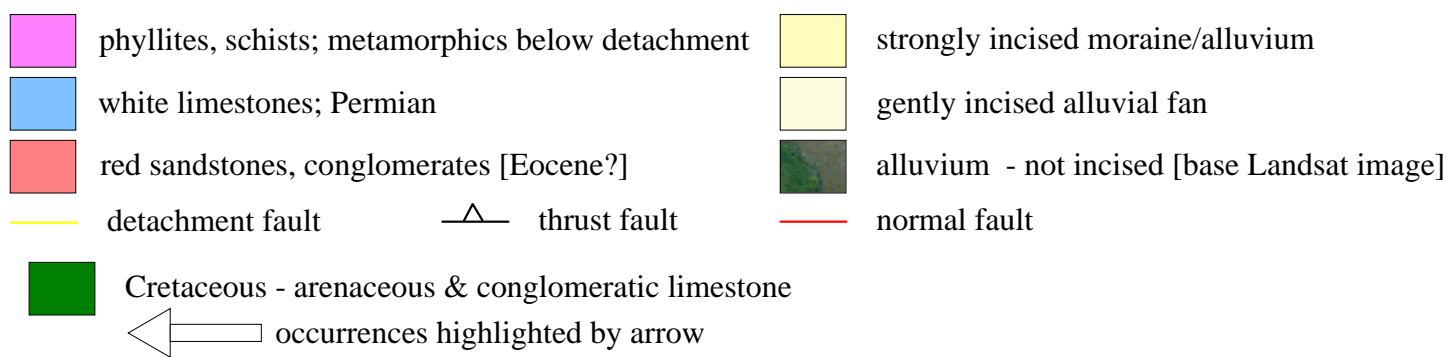 phyllites, schists; metamorphics below detachment
white limestones; Permian
red sandstones, conglomerates [Eocene?]
strongly incised moraine/alluvium
gently incised alluvial fan
alluvium - not incised [base Landsat image]
detachment fault
thrust fault
normal fault
Cretaceous - arenaceous & conglomeratic limestone
occurrences highlighted by arrow